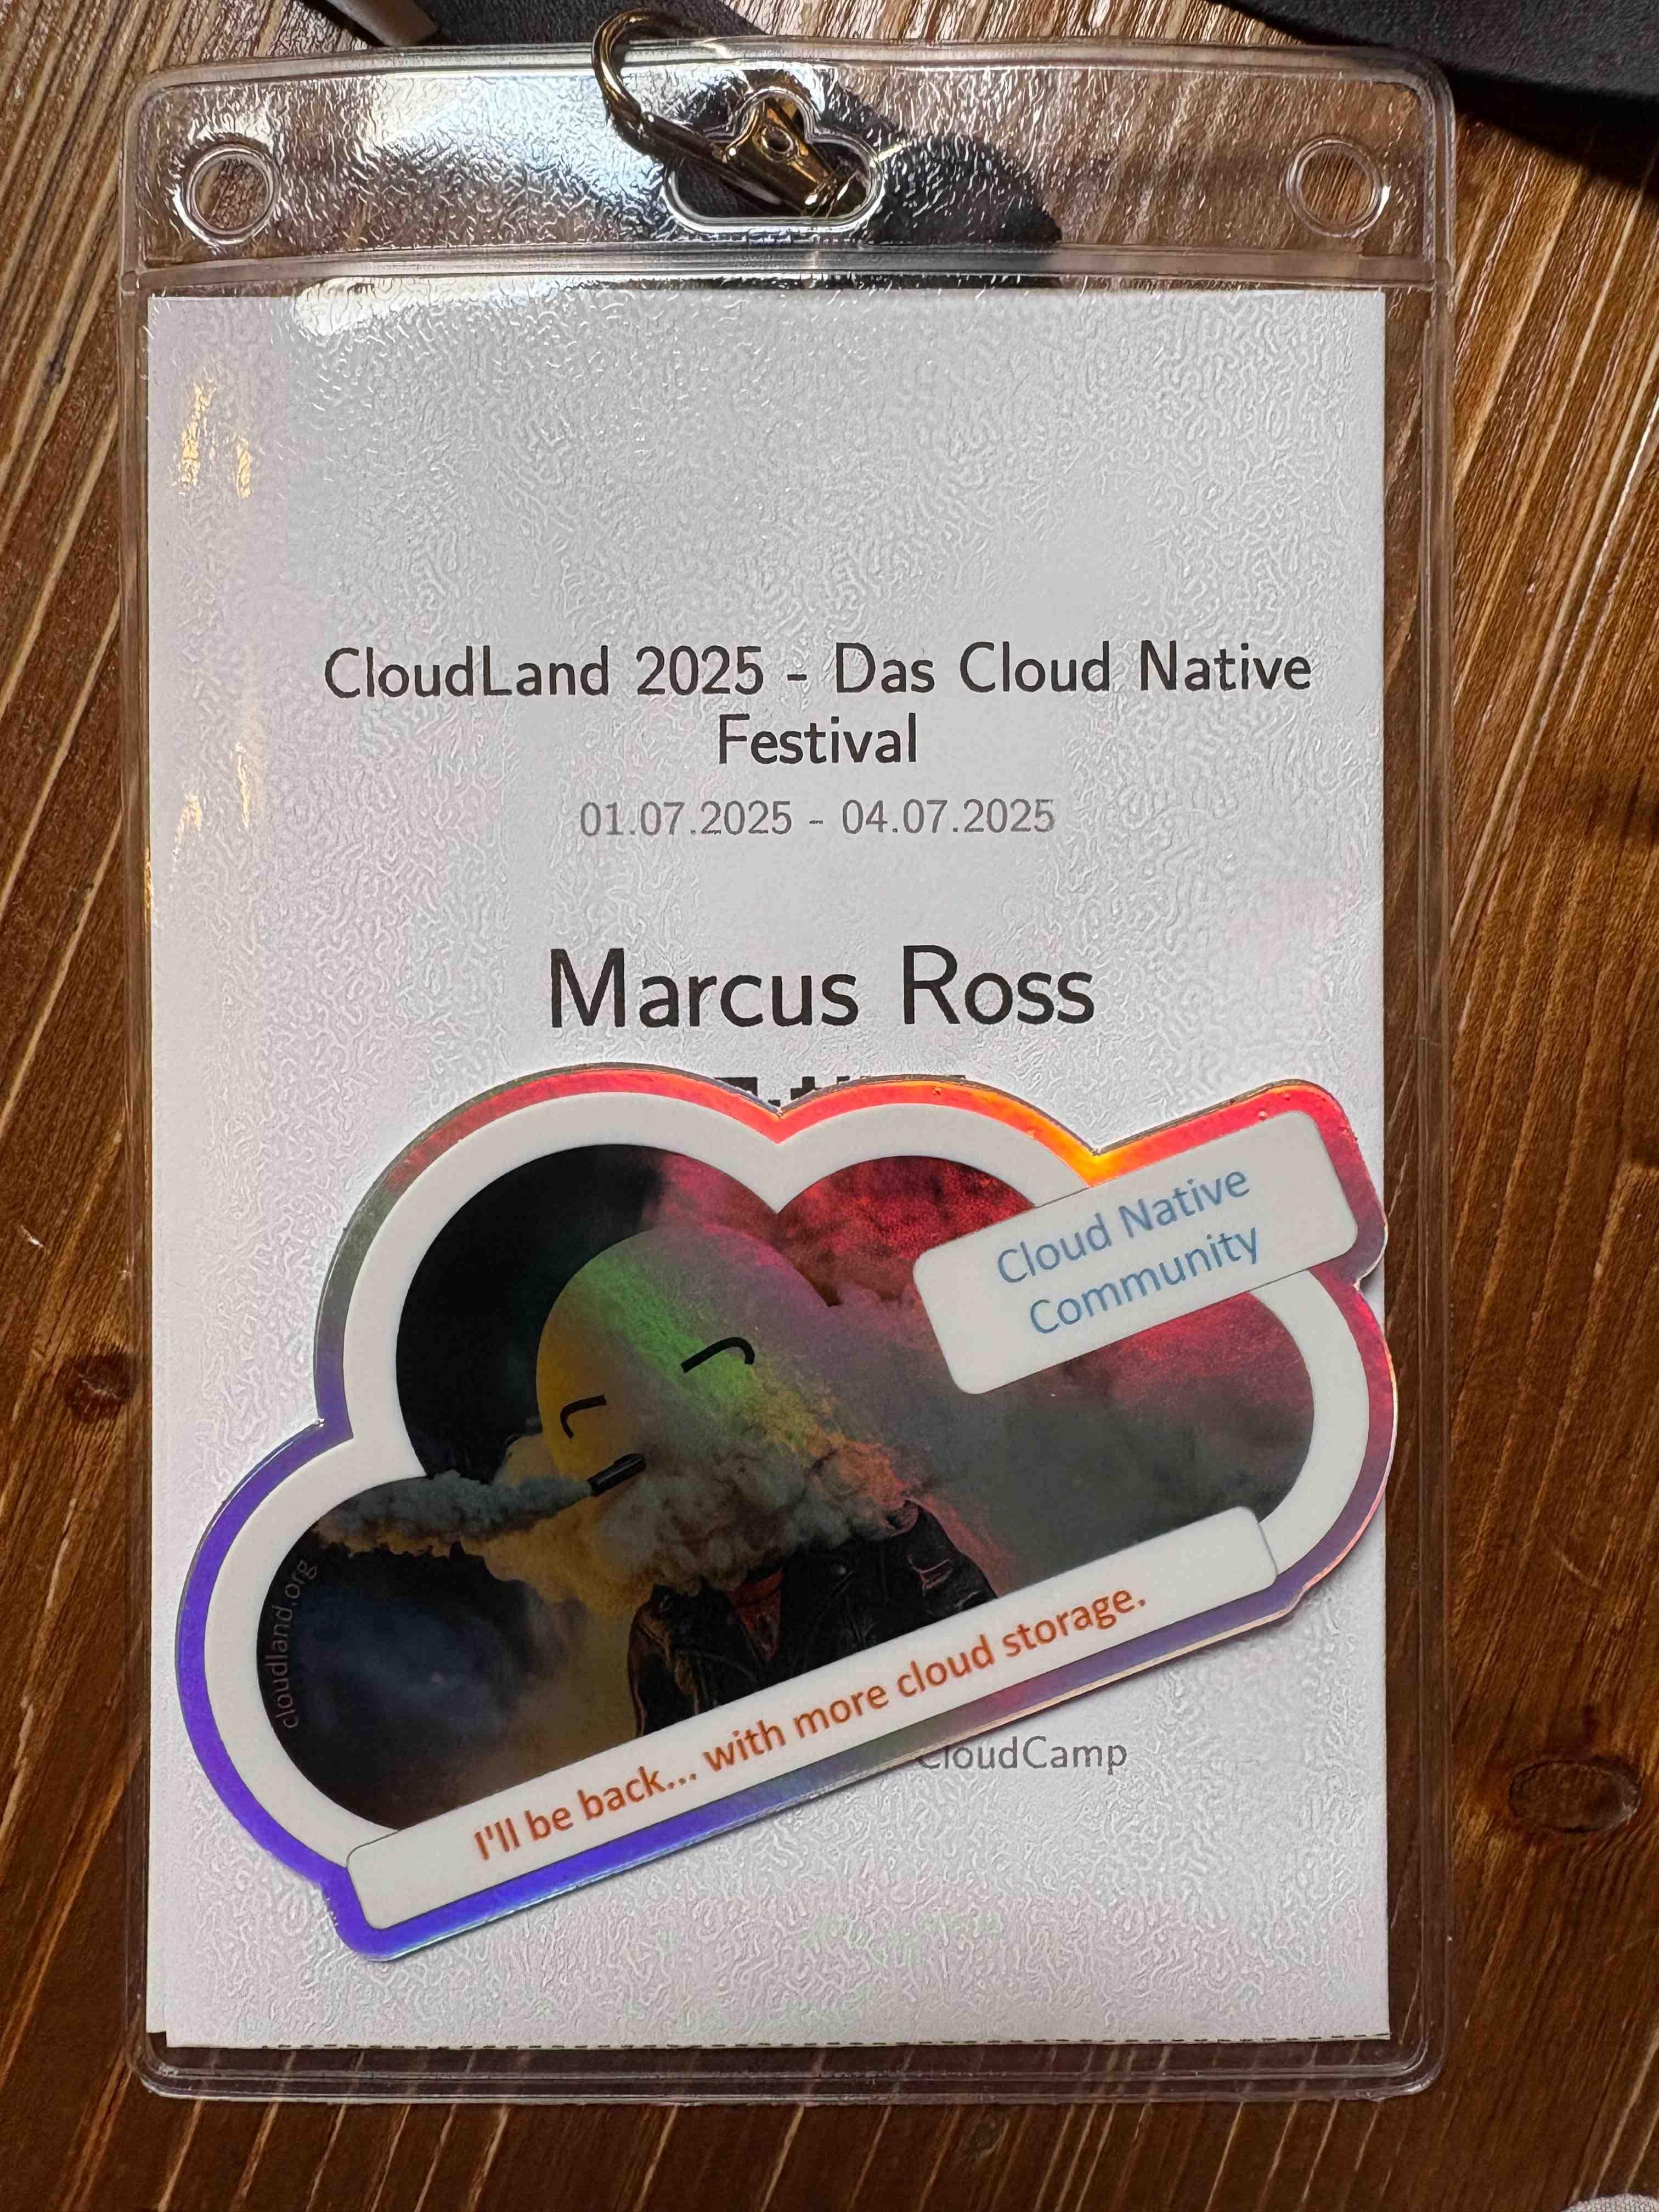 CloudLand 2025 - Das Cloud Native
Festival
01.07.2025 - 04.07.2025
Marcus Ross
Cloud Native
Community
cloudland.org
I'll be back... with more cloud storage.
CloudCamp